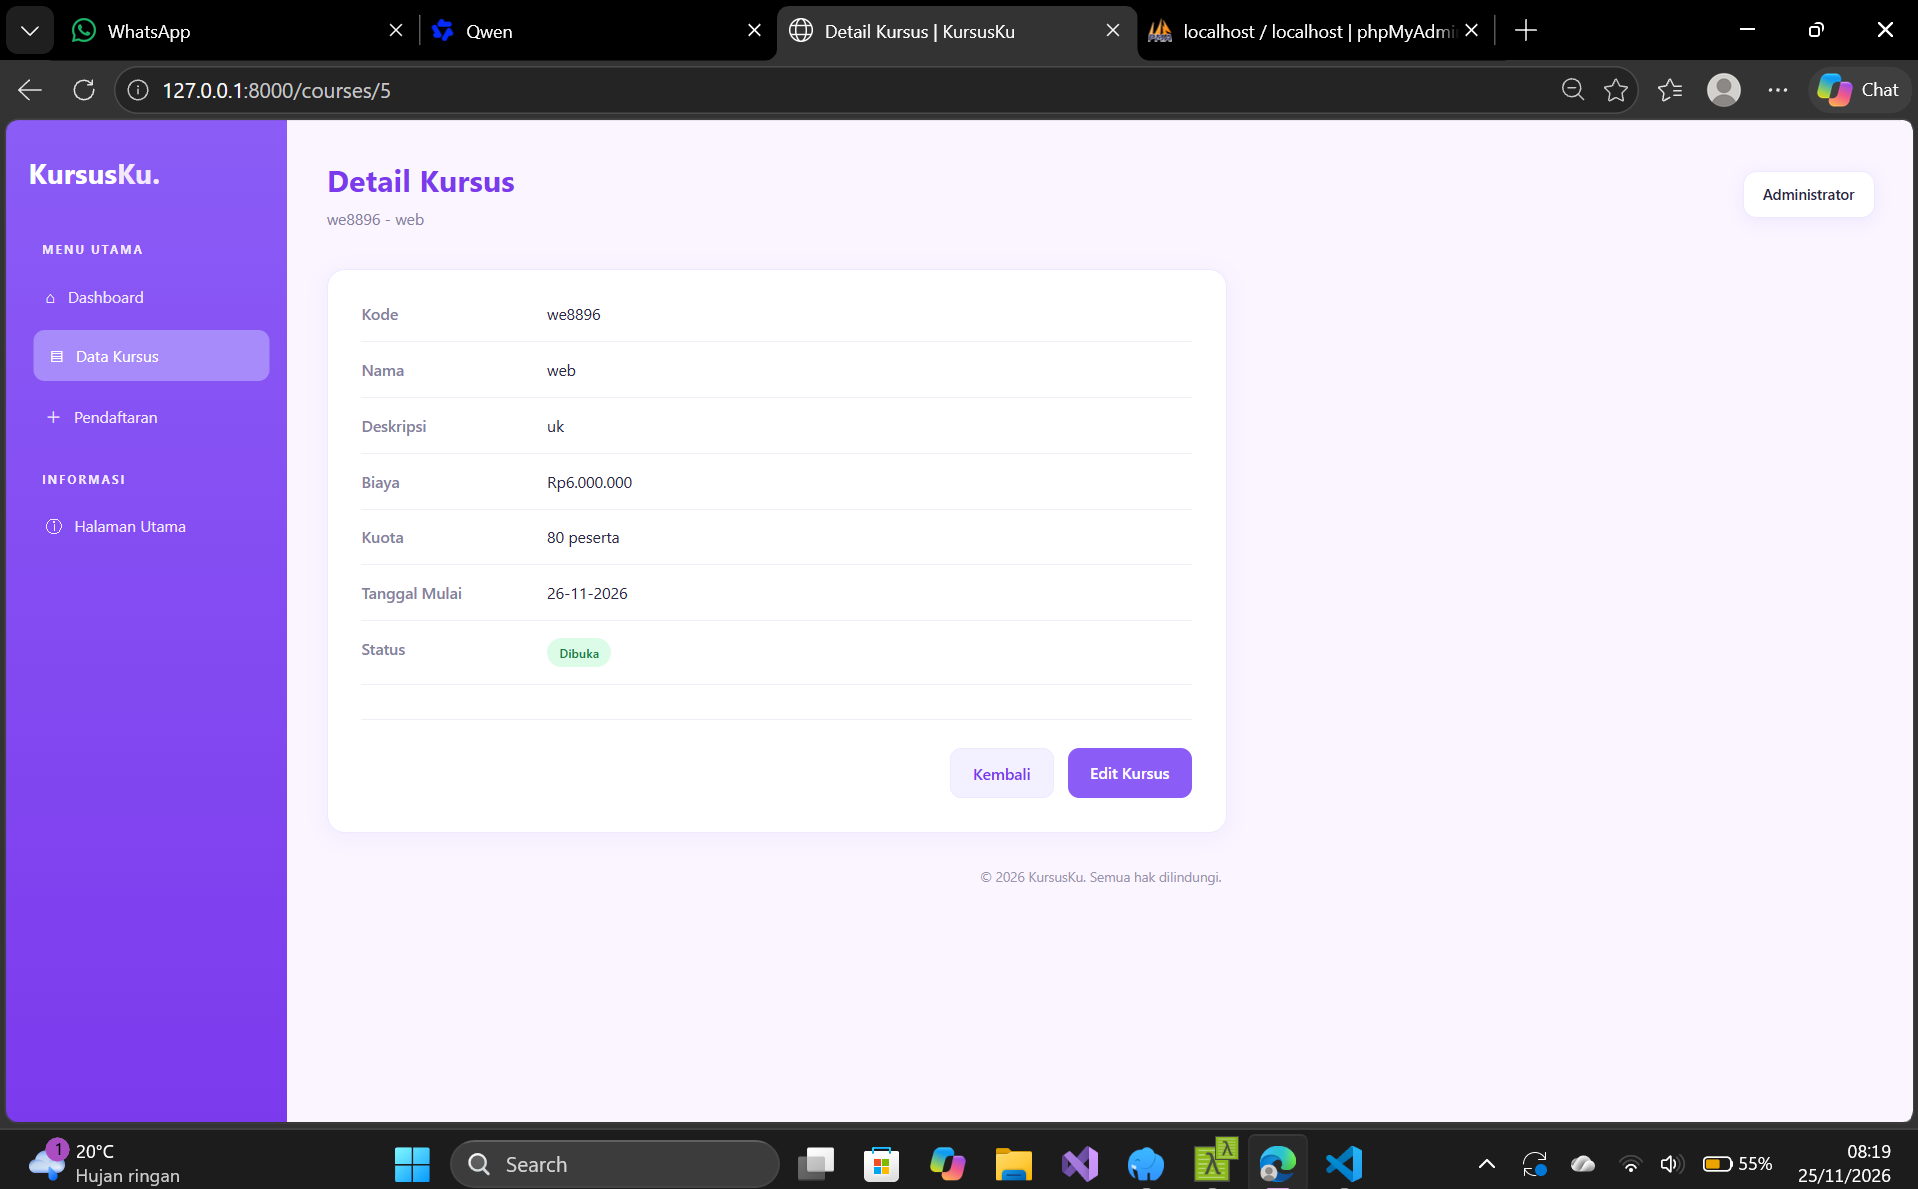 WhatsApp
Qwen
Detail Kursus | KursusKu
localhost / localhost | phpMyAdmi
127.0.0.1:8000/courses/5
Chat
KursusKu.
MENU UTAMA
Dashboard
Data Kursus
Pendaftaran
INFORMASI
Halaman Utama
Detail Kursus
we8896 - web
Administrator
Kode we8896
Nama web
Deskripsi uk
Biaya Rp6.000.000
Kuota 80 peserta
Tanggal Mulai 26-11-2026
Status Dibuka
Kembali
Edit Kursus
© 2026 KursusKu. Semua hak dilindungi.
1
20°C
Hujan ringan
Search
55%
08:19
25/11/2026